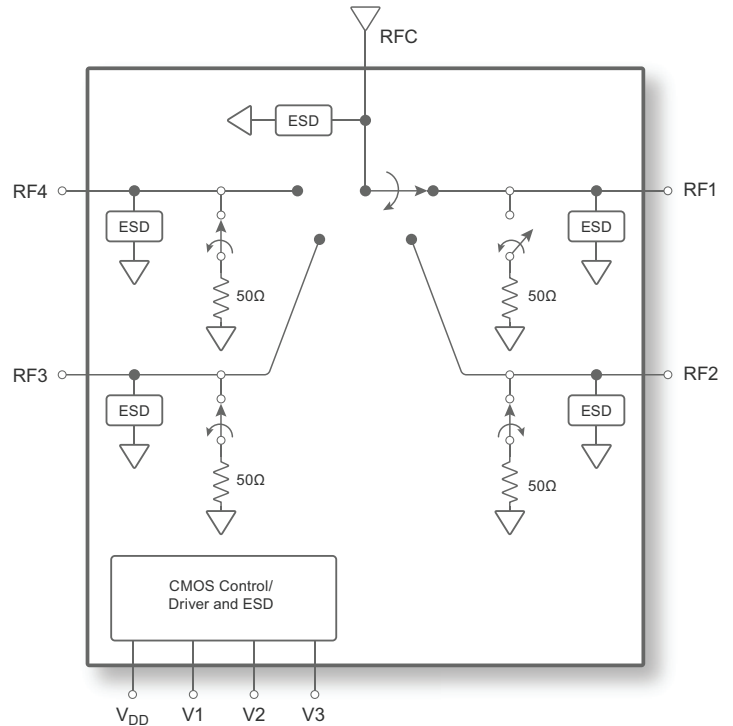 RFC
ESD
RF4
RF1
ESD
ESD
50Ω
50Ω
RF3
RF2
ESD
ESD
50Ω
50Ω
CMOS Control/
Driver and ESD
VDD
V1
V2
V3